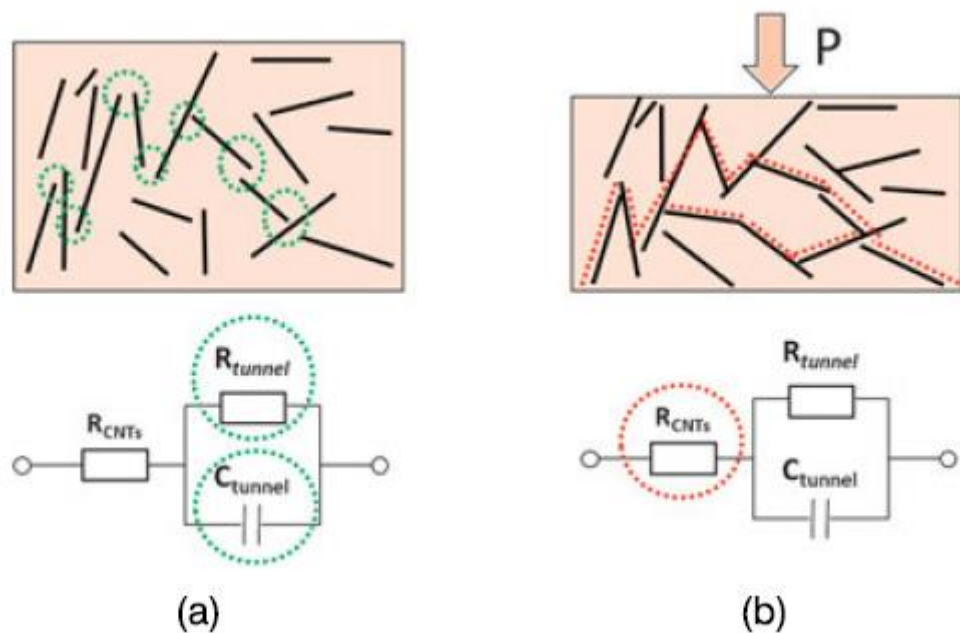 P
R_tunnel
R_CNTs
C_tunnel
R_tunnel
R_CNTs
C_tunnel
(a)
(b)